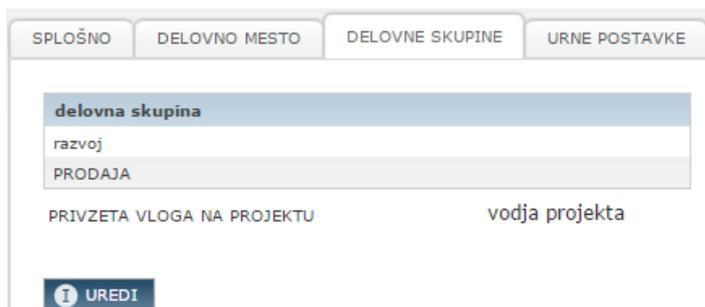 SPLOŠNO DELOVNO MESTO DELOVNE SKUPINE URNE POSTAVKE
delovna skupina
razvoj
PRODAJA
PRIVZETA VLOGA NA PROJEKTU vodja projekta
I UREDI